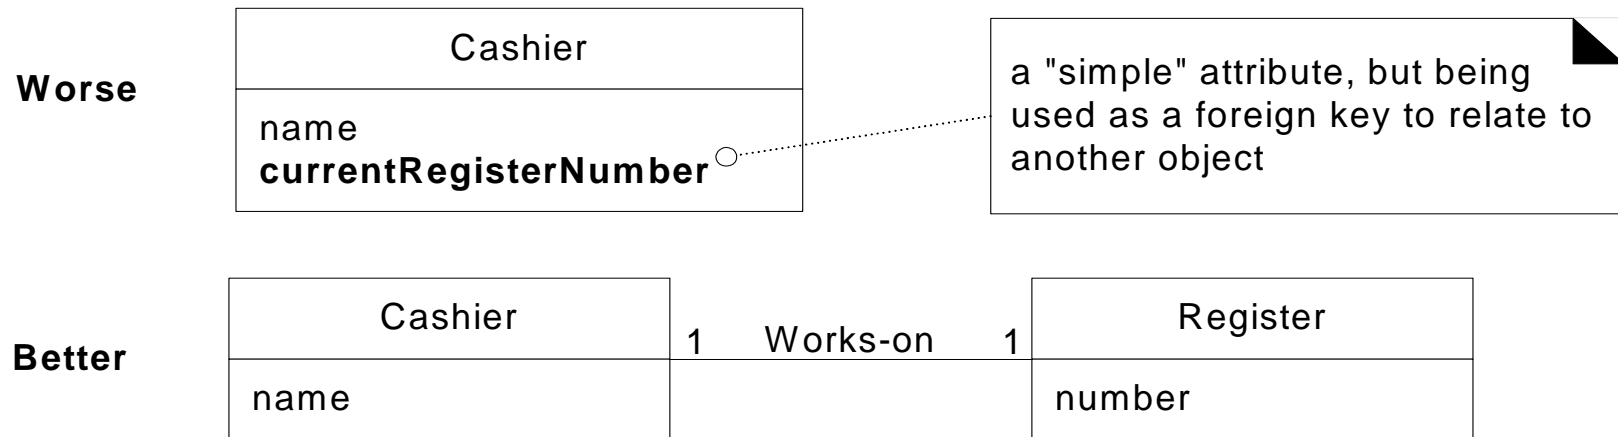 Worse
Cashier
name
currentRegisterNumber
a "simple" attribute, but being
used as a foreign key to relate to
another object
Better
Cashier
name
1 Works-on 1
Register
number